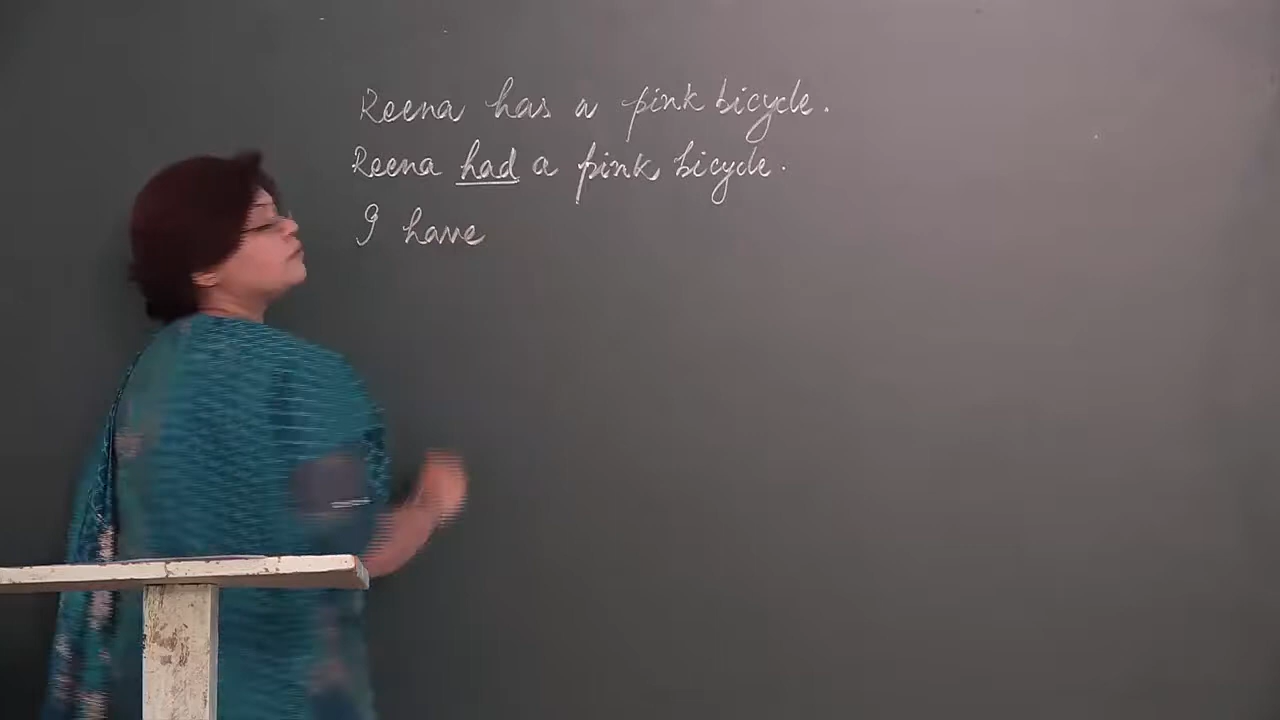 Reena has a pink bicycle.
Reena had a pink bicycle.
I have